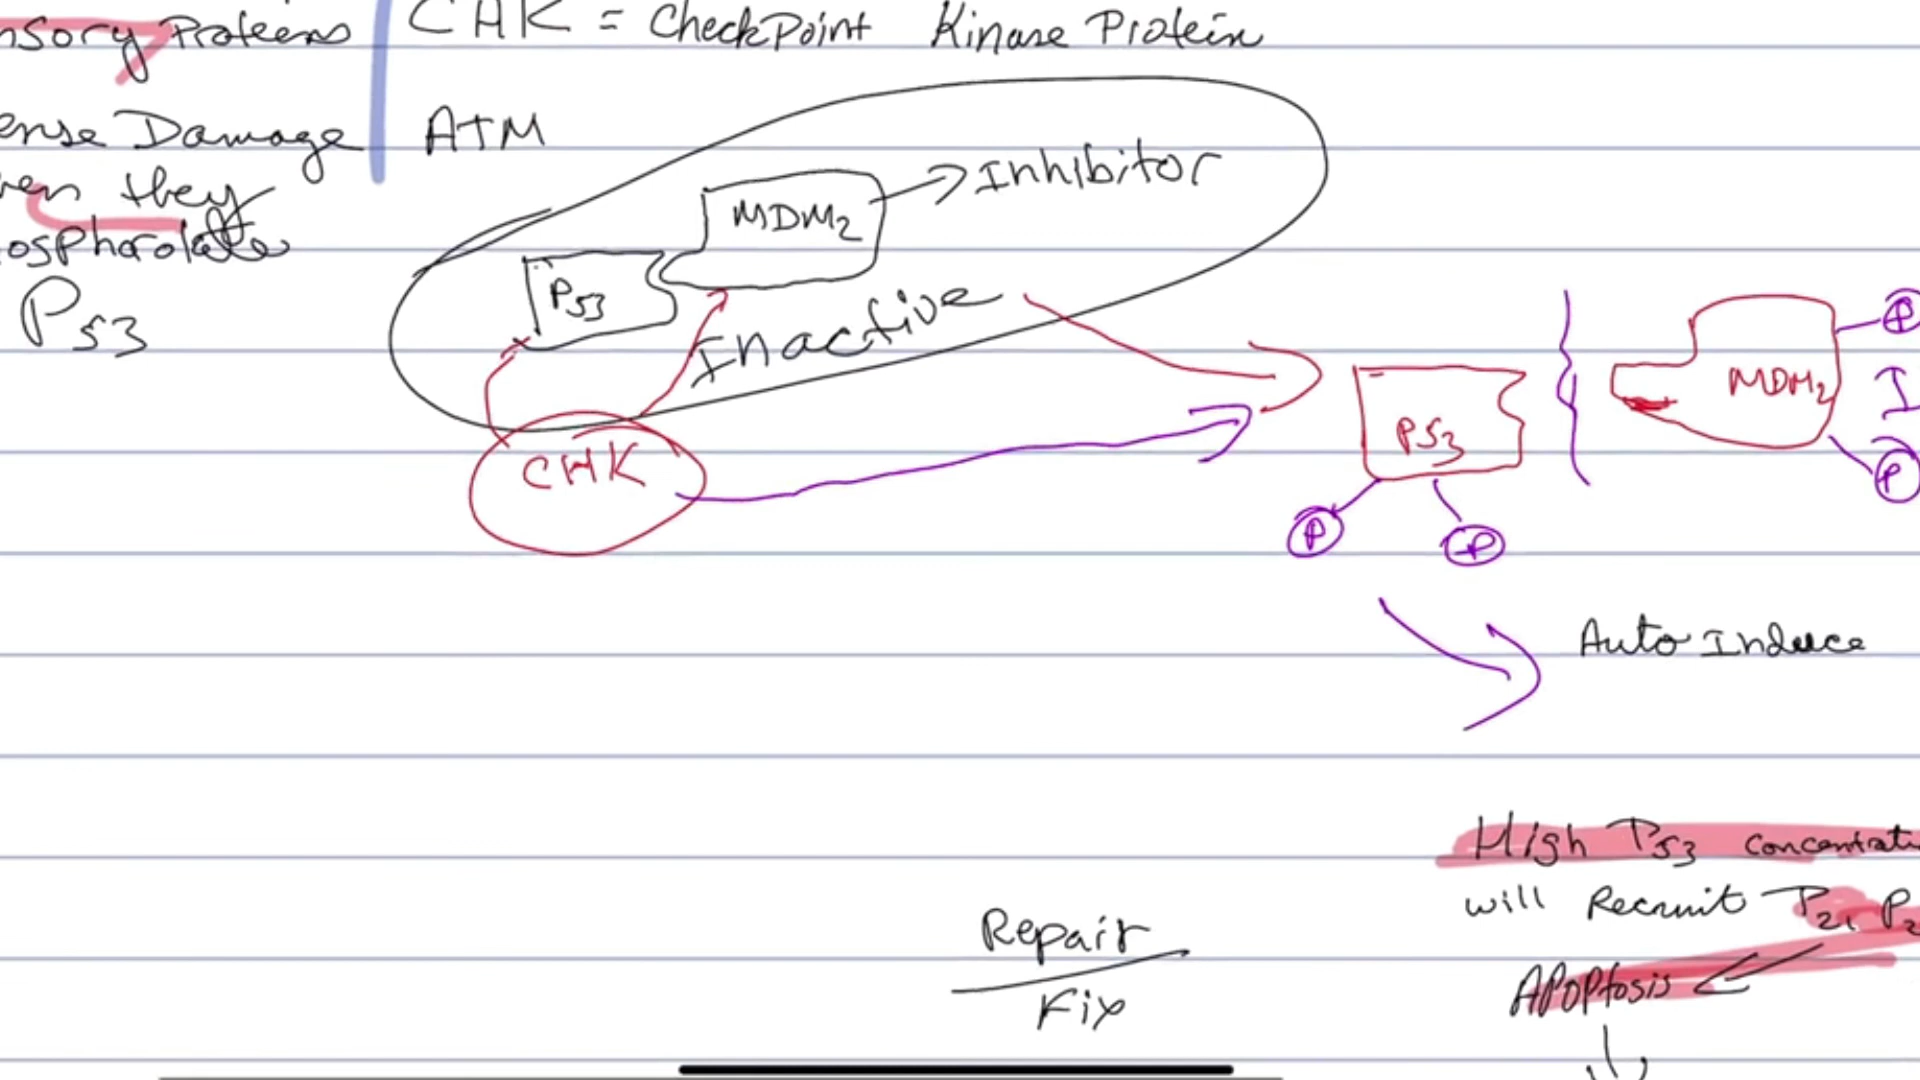 nsory Proteins
ense Damage
hen they
hosphorolate
P53
CHK = CheckPoint Kinase Protein
ATM
MDM2 → Inhibitor
P53
Inactive
CHK
P53
P
P
MDM2
P
I
P
Auto Induce
High P53 Concentrati
will Recruit P21 P2
Apoptosis
Repair
Fix